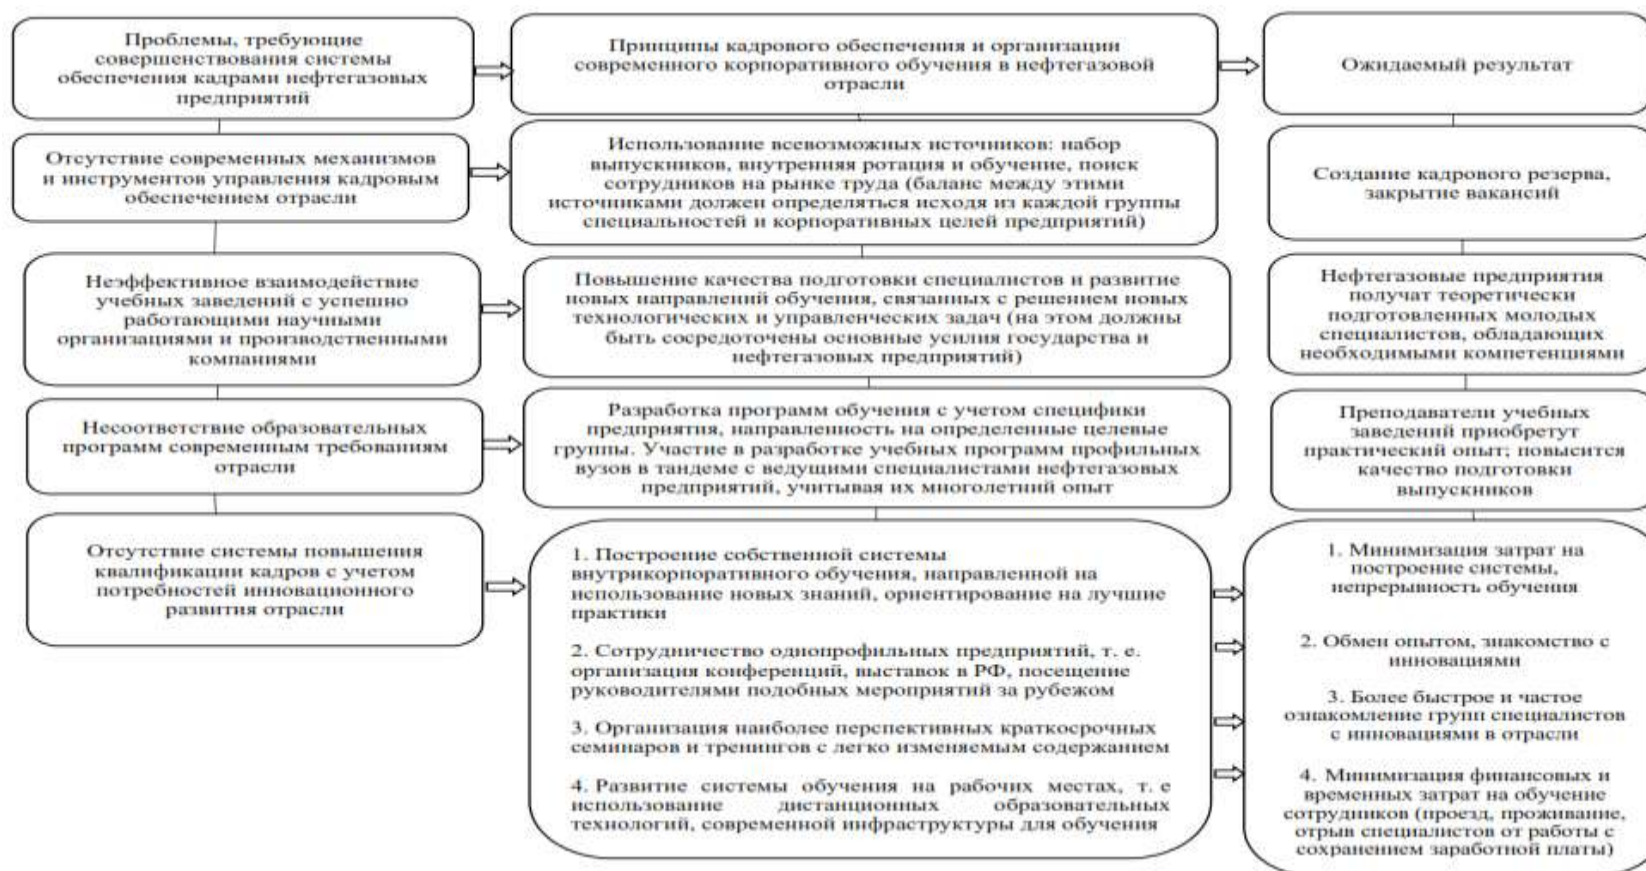 Проблемы, требующие
совершенствования системы
обеспечения кадрами нефтегазовых
предприятий
Принципы кадрового обеспечения и организации
современного корпоративного обучения в нефтегазовой
отрасли
Ожидаемый результат
Отсутствие современных механизмов
и инструментов управления кадровым
обеспечением отрасли
Использование всевозможных источников: набор
выпускников, внутренняя ротация и обучение, поиск
сотрудников на рынке труда (баланс между этими
источниками должен определяться исходя из каждой группы
специальностей и корпоративных целей предприятий)
Создание кадрового резерва,
закрытие вакансий
Неэффективное взаимодействие
учебных заведений с успешно
работающими научными
организациями и производственными
компаниями
Повышение качества подготовки специалистов и развитие
новых направлений обучения, связанных с решением новых
технологических и управленческих задач (на этом должны
быть сосредоточены основные усилия государства и
нефтегазовых предприятий)
Нефтегазовые предприятия
получат теоретически
подготовленных молодых
специалистов, обладающих
необходимыми компетенциями
Несоответствие образовательных
программ современным требованиям
отрасли
Разработка программ обучения с учетом специфики
предприятия, направленность на определенные целевые
группы. Участие в разработке учебных программ профильных
вузов в тандеме с ведущими специалистами нефтегазовых
предприятий, учитывая их многолетний опыт
Преподаватели учебных
заведений приобретут
практический опыт; повысится
качество подготовки
выпускников
Отсутствие системы повышения
квалификации кадров с учетом
потребностей инновационного
развития отрасли
1. Построение собственной системы
внутрикорпоративного обучения, направленной на
использование новых знаний, ориентирование на лучшие
практики
2. Сотрудничество однопрофильных предприятий, т. е.
организация конференций, выставок в РФ, посещение
руководителями подобных мероприятий за рубежом
3. Организация наиболее перспективных краткосрочных
семинаров и тренингов с легко изменяемым содержанием
4. Развитие системы обучения на рабочих местах, т. е
использование дистанционных образовательных
технологий, современной инфраструктуры для обучения
1. Минимизация затрат на
построение системы,
непрерывность обучения
2. Обмен опытом, знакомство с
инновациями
3. Более быстрое и частое
ознакомление групп специалистов
с инновациями в отрасли
4. Минимизация финансовых и
временных затрат на обучение
сотрудников (проезд, проживание,
отрыв специалистов от работы с
сохранением заработной платы)